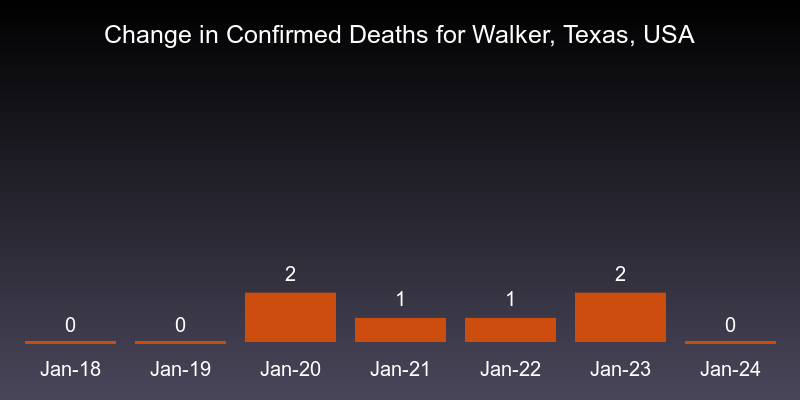 Change in Confirmed Deaths for Walker, Texas, USA
0 0 2 1 1 2 0
Jan-18 Jan-19 Jan-20 Jan-21 Jan-22 Jan-23 Jan-24